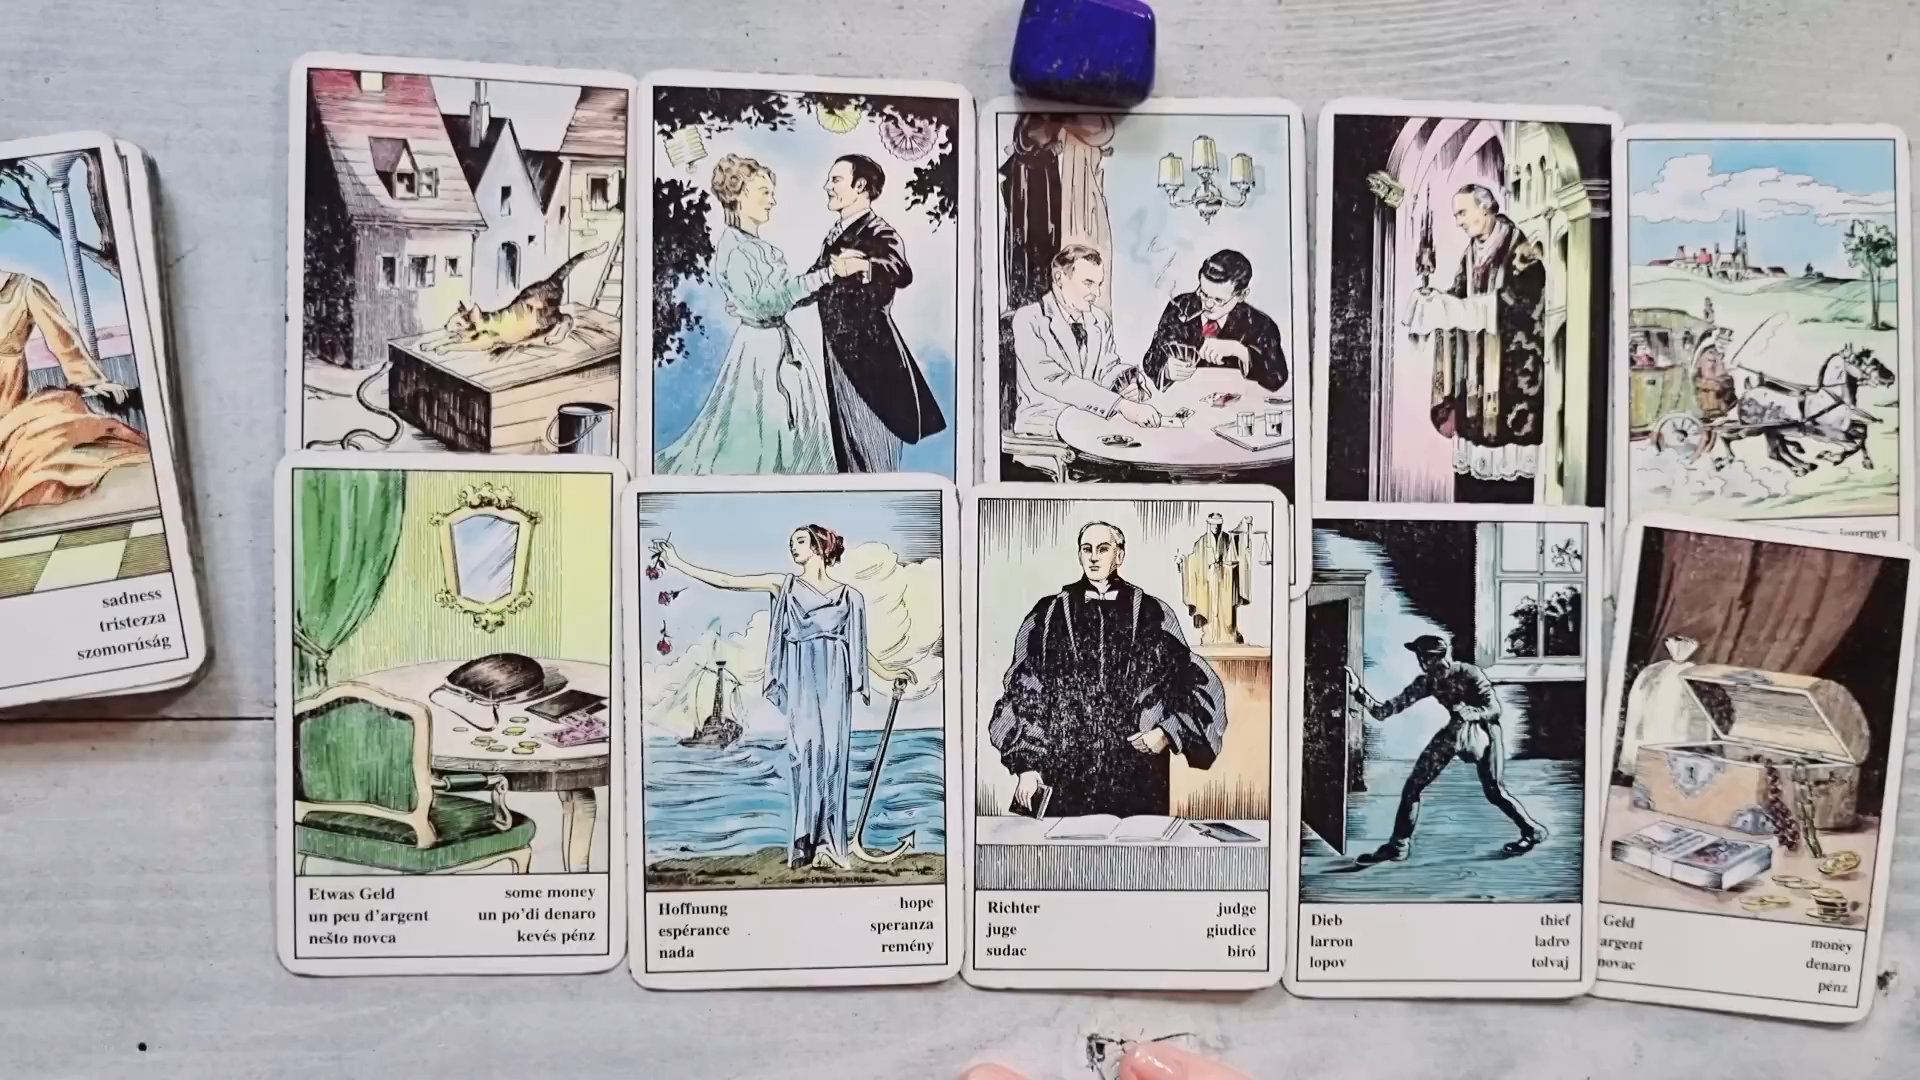 sadness
tristezza
szomorúság
Journey
Etwas Geld some money
un peu d'argent un po'di denaro
nešto novca kevés pénz
Hoffnung hope
espérance speranza
nada remény
Richter judge
juge giudice
sudac biró
Dieb thief
larron ladro
lopov tolvaj
Geld money
argent denaro
novac pénz